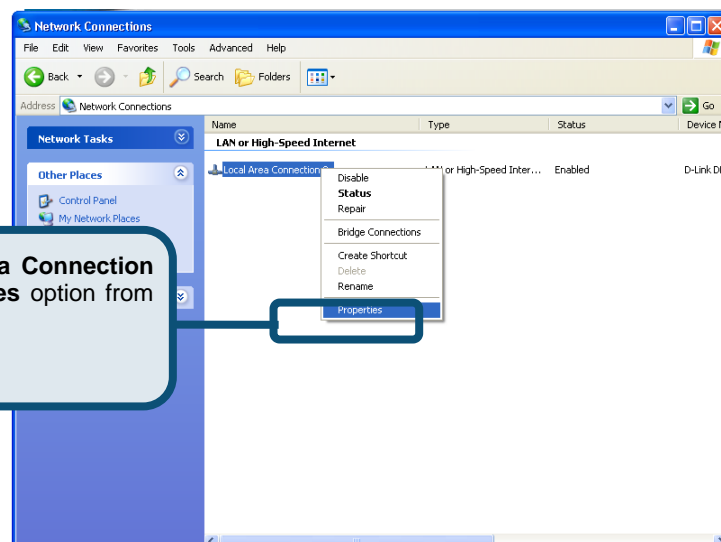 Network Connections
File Edit View Favorites Tools Advanced Help
Back Search Folders
Address Network Connections Go
Name Type Status Device
Network Tasks
LAN or High-Speed Internet
Other Places
Local Area Connection or High-Speed Inter... Enabled D-Link
Control Panel
My Network Places
Disable
Status
Repair
Bridge Connections
Create Shortcut
Delete
Rename
Properties
Connection
option from